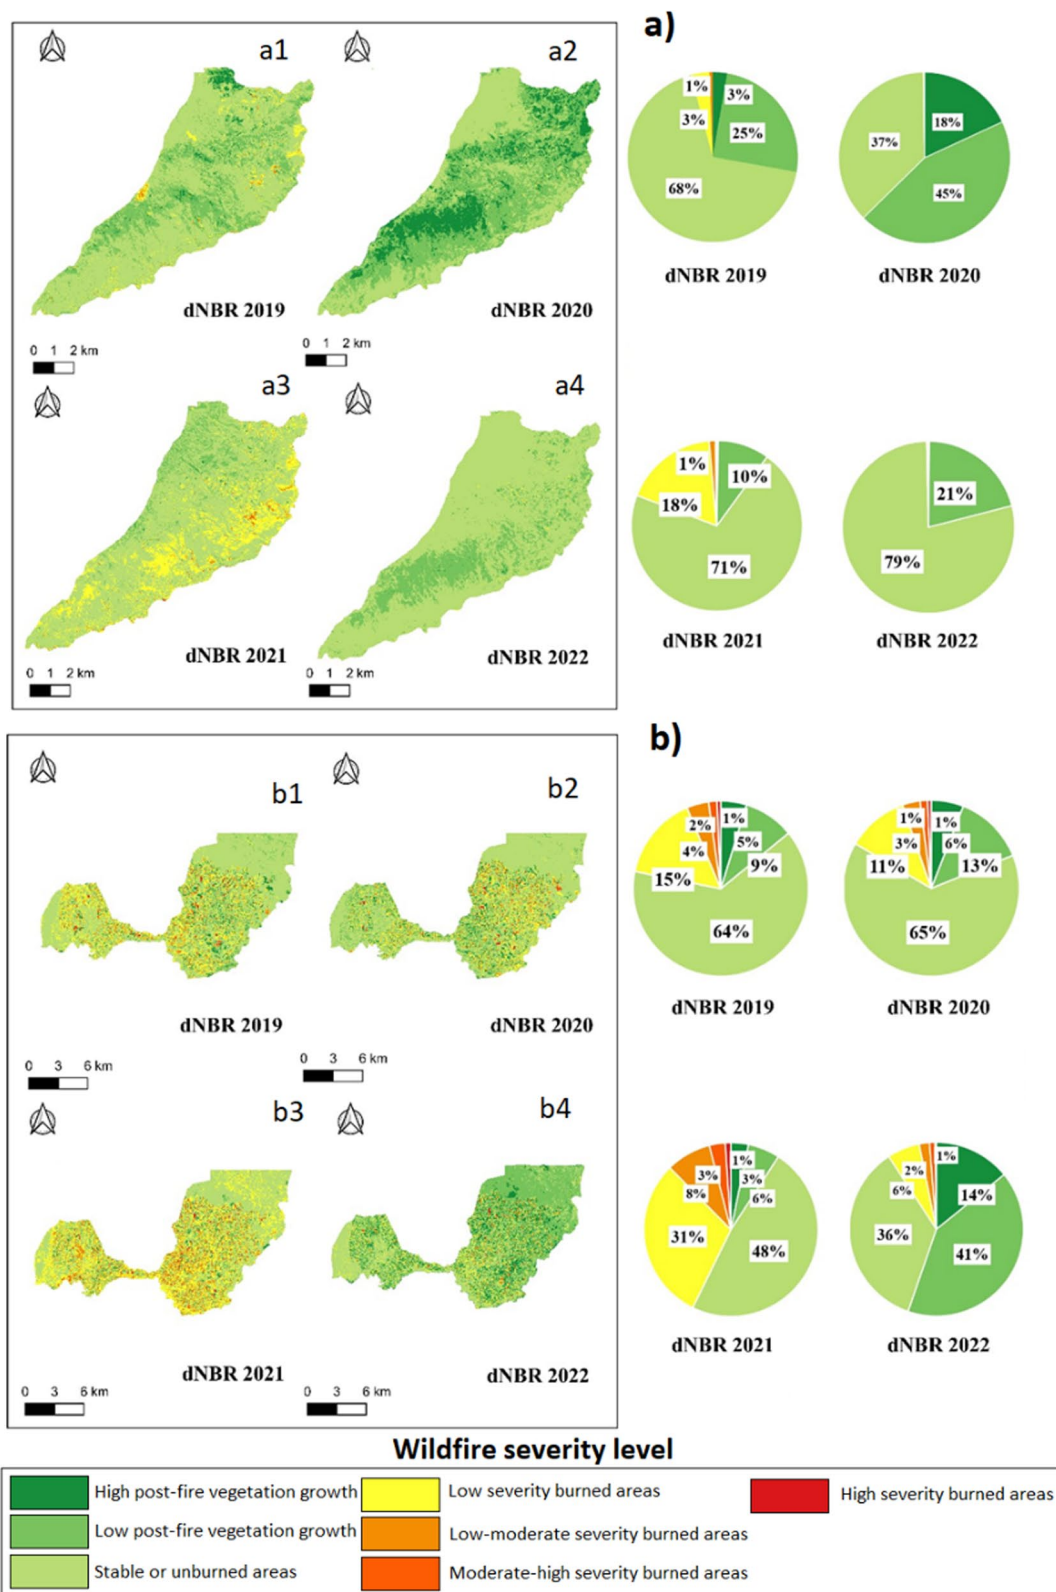 a)
a1
a2
dNBR 2019
dNBR 2020
0 1 2 km
0 1 2 km
a3
a4
dNBR 2021
dNBR 2022
0 1 2 km
0 1 2 km
1%
3%
3%
25%
68%
dNBR 2019
18%
37%
45%
dNBR 2020
1%
10%
18%
71%
dNBR 2021
21%
79%
dNBR 2022
b)
b1
b2
dNBR 2019
dNBR 2020
0 3 6 km
0 3 6 km
b3
b4
dNBR 2021
dNBR 2022
0 3 6 km
0 3 6 km
2%
1%
4%
5%
15%
9%
64%
dNBR 2019
1%
1%
3%
6%
11%
13%
65%
dNBR 2020
3%
1%
8%
3%
6%
31%
48%
dNBR 2021
1%
2%
6%
14%
36%
41%
dNBR 2022
Wildfire severity level
High post-fire vegetation growth
Low post-fire vegetation growth
Stable or unburned areas
Low severity burned areas
Low-moderate severity burned areas
Moderate-high severity burned areas
High severity burned areas